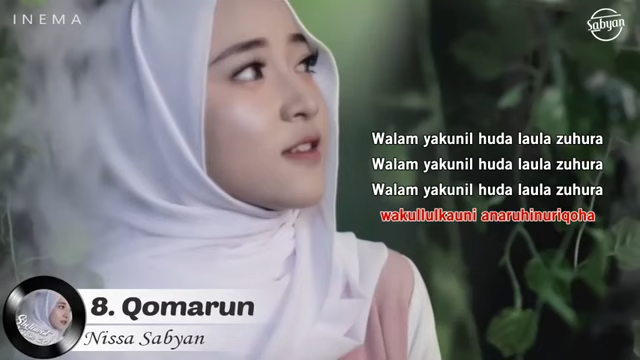 INEMA
Sabyan
Walam yakunil huda laula zuhura
Walam yakunil huda laula zuhura
Walam yakunil huda laula zuhura
wakullulkauni anaruhinuriqoha
8. Qomarun
Nissa Sabyan